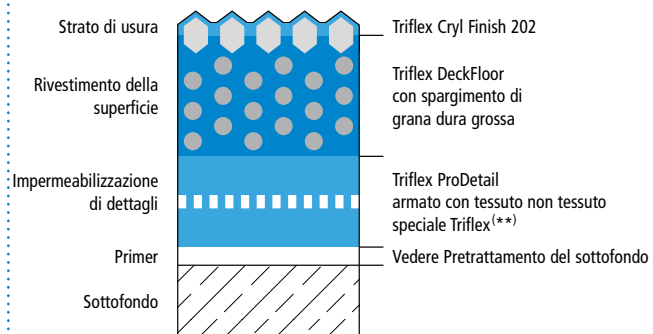 Strato di usura
Triflex Cryl Finish 202
Rivestimento della
superficie
Triflex DeckFloor
con spargimento di
grana dura grossa
Impermeabilizzazione
di dettagli
Triflex ProDetail
armato con tessuto non tessuto
speciale Triflex(**)
Primer
Vedere Pretrattamento del sottofondo
Sottofondo